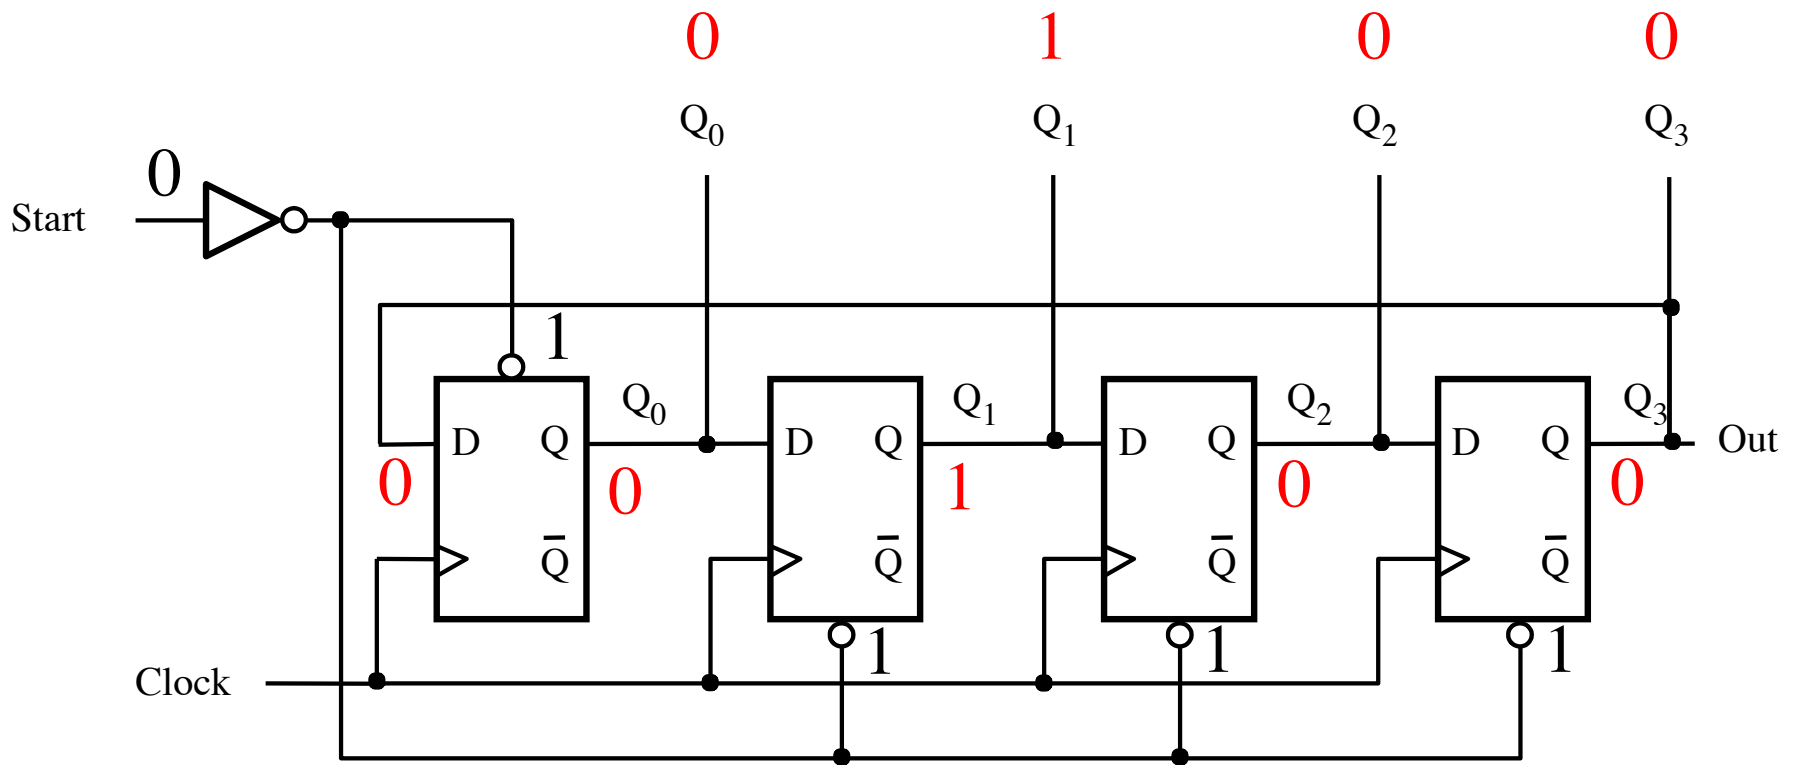 0 1 0 0
Q0 Q1 Q2 Q3
0
Start
1
Q0 Q1 Q2 Q3
D Q D Q D Q D Q Out
0 0 1 0 0
Q̅ Q̅ Q̅ Q̅
1 1 1
Clock